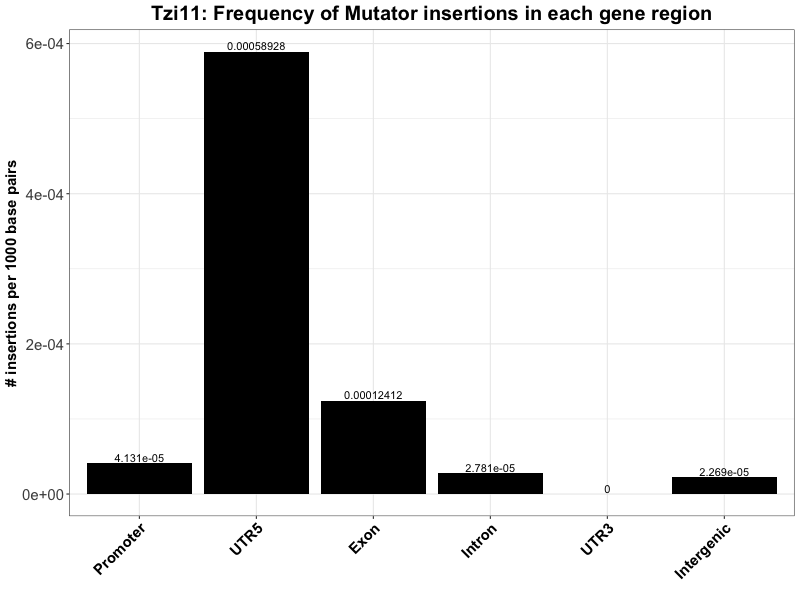 Tzi11: Frequency of Mutator insertions in each gene region
# insertions per 1000 base pairs
6e-04
4e-04
2e-04
0e+00
4.131e-05
0.00058928
0.00012412
2.781e-05
0
2.269e-05
Promoter
UTR5
Exon
Intron
UTR3
Intergenic